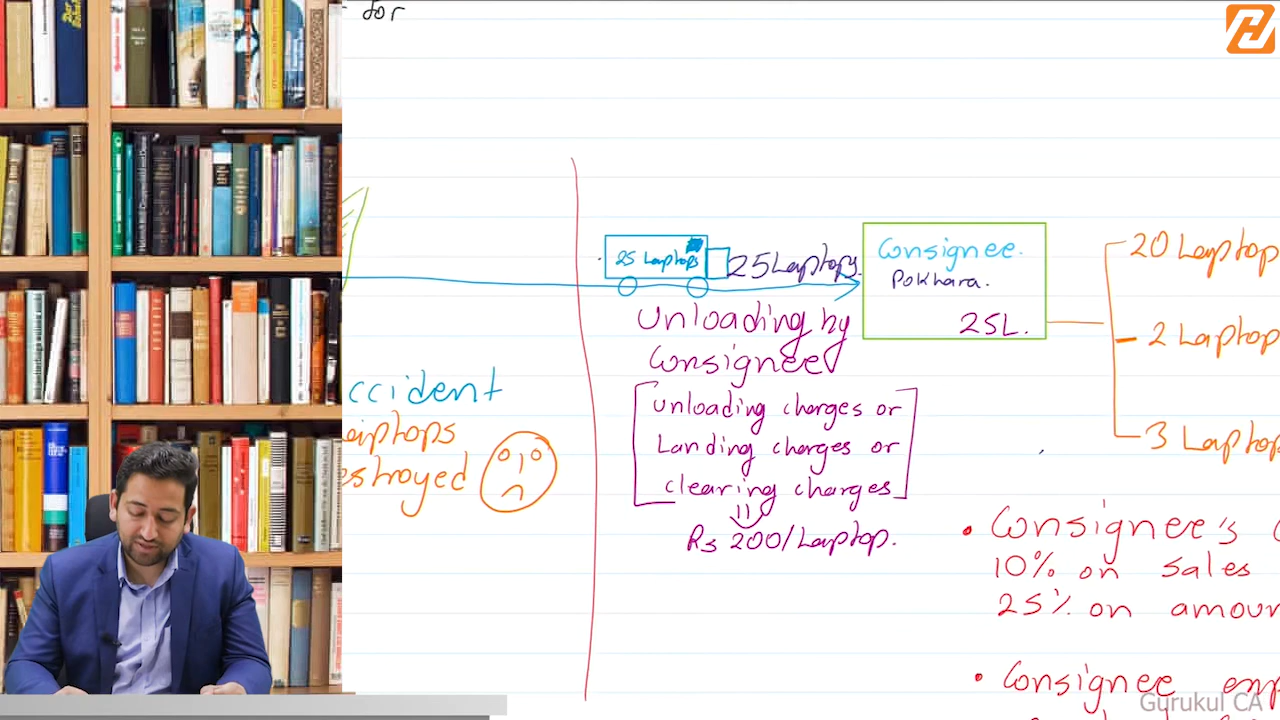 for
25 Laptops
25 Laptops.
Consignee.
Pokhara.
25L.
20 Laptop
2 Laptop
3 Laptop
Unloading by
Consignee
Unloading charges or
Landing charges or
clearing charges
Rs 200/Laptop.
ccident
aptops
estroyed
• Consignee's
10% on sales
25% on amoun
• Consignee
Gurukul CA